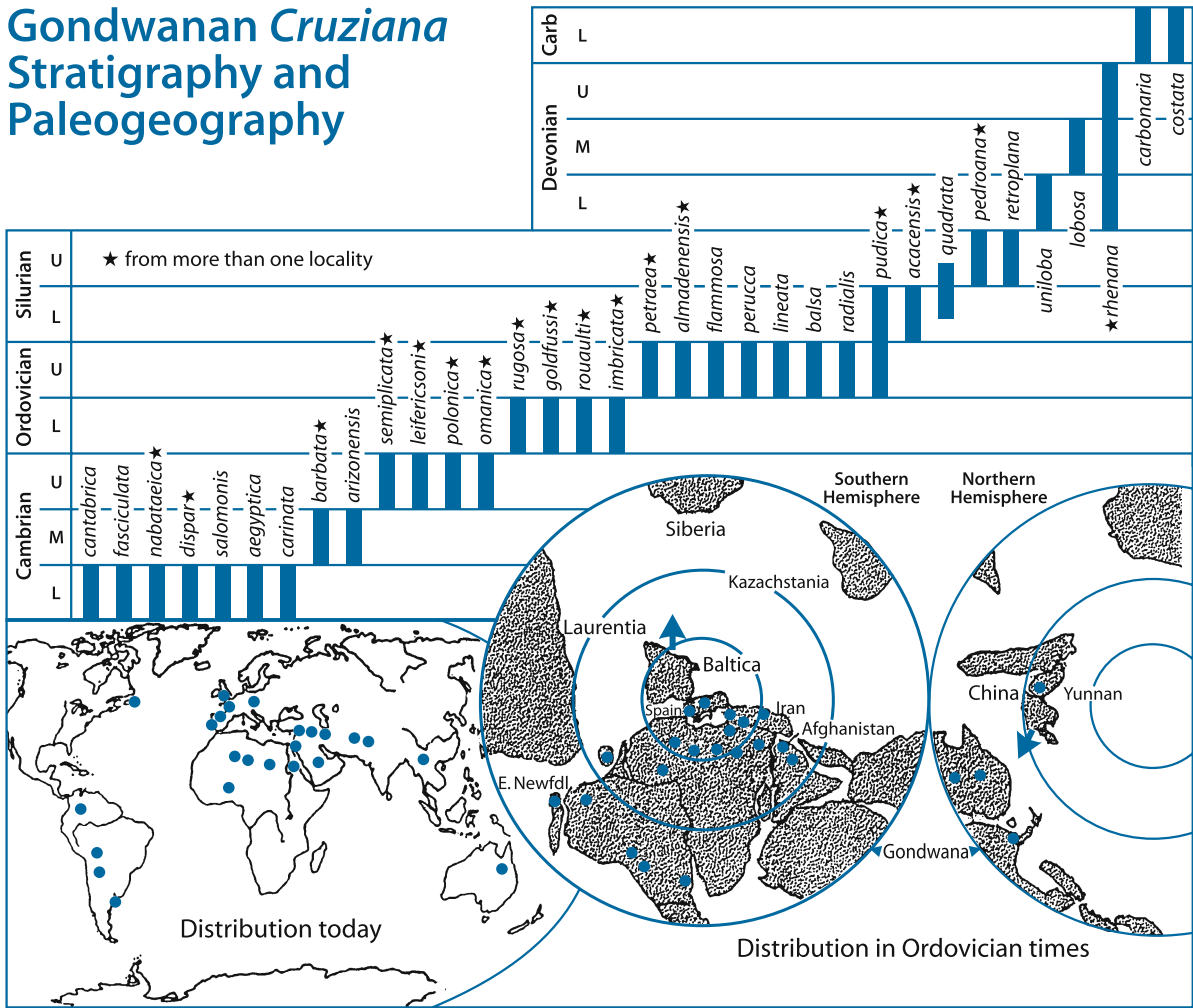 Gondwanan Cruziana
Stratigraphy and
Paleogeography
Carb
L
Devonian
U
M
L
Silurian
U
L
Ordovician
U
L
Cambrian
U
M
L
★ from more than one locality
cantabrica
fasciculata
nabataeica★
dispar★
salomonis
aegyptica
carinata
barbata★
arizonensis
semiplicata★
leifericsoni★
polonica★
omanica★
rugosa★
goldfussi★
rouaulti★
imbricata★
petraea★
almadenensis★
flammosa
perucca
lineata
balsa
radialis
pudica★
acacensis★
quadrata
pedroana★
retroplana
uniloba
lobosa
★rhenana
carbonaria
costata
Southern
Hemisphere
Northern
Hemisphere
Siberia
Kazachstania
Laurentia
Baltica
Spain
Iran
Afghanistan
E. Newfdl.
China
Yunnan
Gondwana
Distribution today
Distribution in Ordovician times